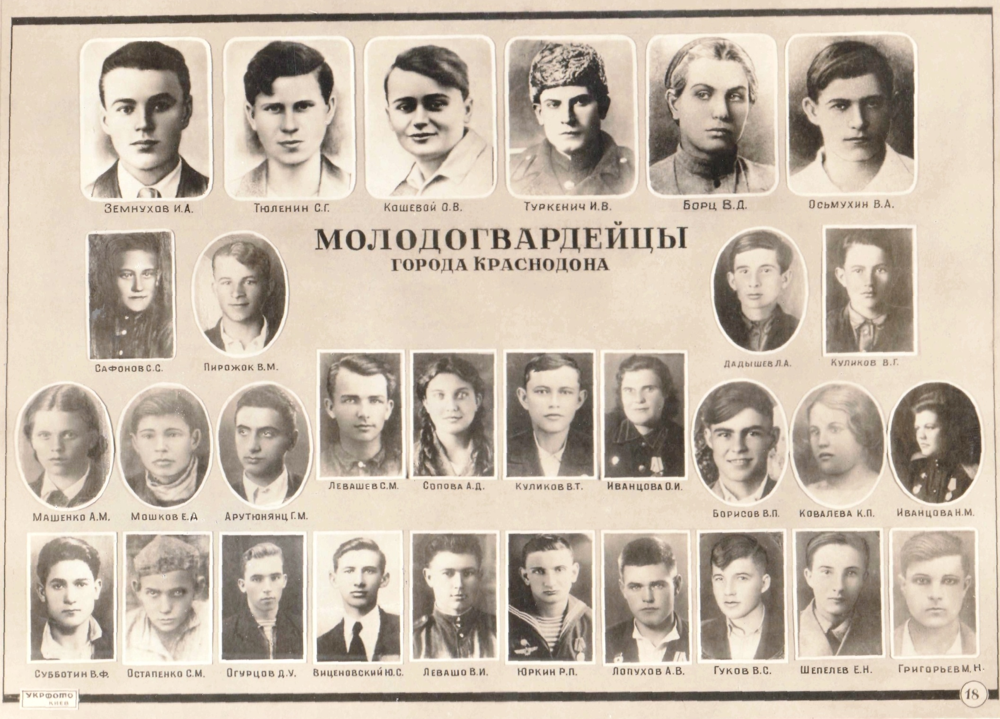 Земнухов И.А.
Тюленин С.Г.
Кошевой О.В.
Туркенич И.В.
Борц В.Д.
Осьмухин В.А.
МОЛОДОГВАРДЕЙЦЫ
ГОРОДА КРАСНОДОНА
Сафонов С.С.
Пирожок В.М.
Дадышев Л.А.
Куликов В.Г.
Левашев С.М.
Сопова А.Д.
Куликов В.Т.
Иванцова О.И.
Машенко А.М.
Мошков Е.А
Арутюнянц Г.М.
Борисов В.П.
Ковалева К.П.
Иванцова Н.М.
Субботин В.Ф.
Остапенко С.М.
Огурцов Д.У.
Виценовский Ю.С.
Левашо В.И.
Юркин Р.П.
Лопухов А.В.
Гуков В.С.
Шепелев Е.Н.
Григорьев М.Н.
УКРФОТО
КИЕВ
18